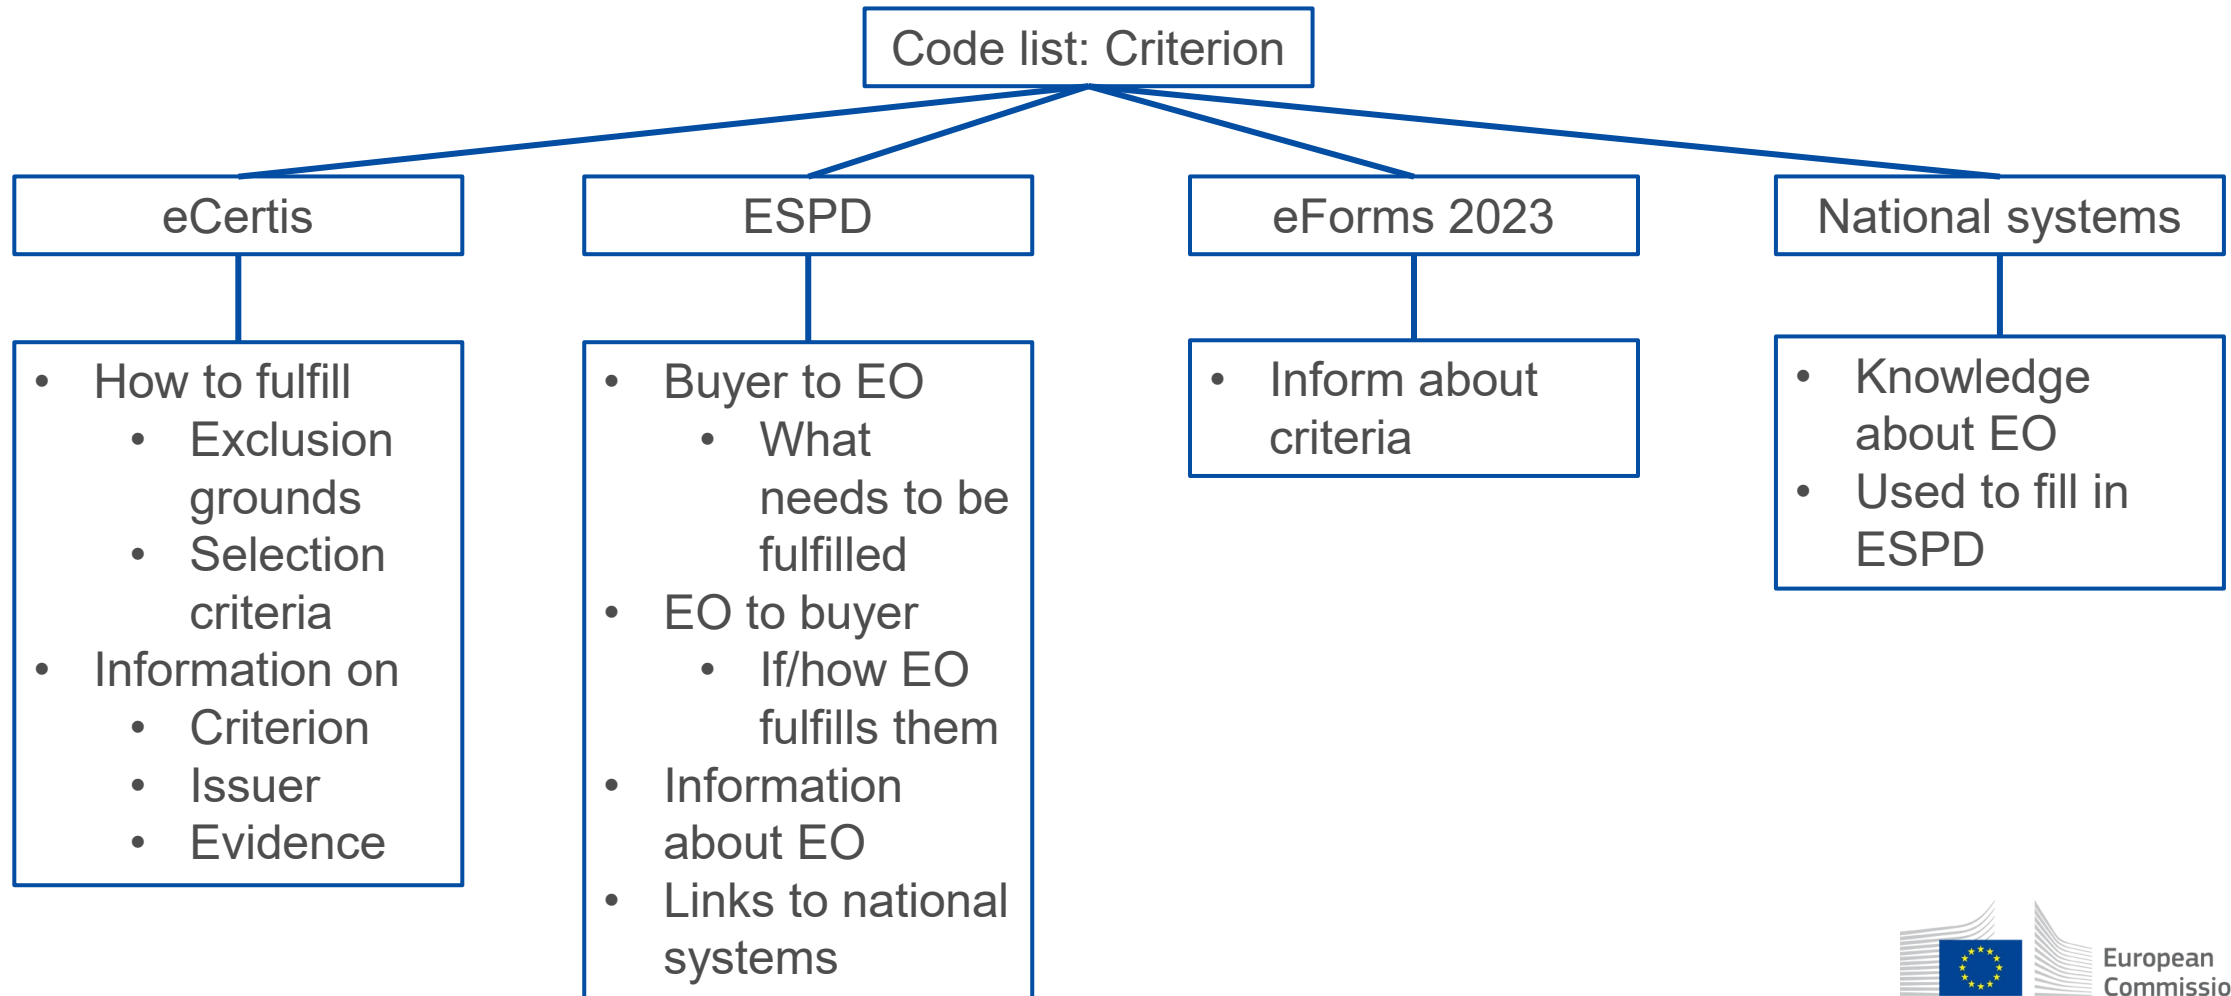 Code list: Criterion
eCertis
ESPD
eForms 2023
National systems
• How to fulfill
• Exclusion
grounds
• Selection
criteria
• Information on
• Criterion
• Issuer
• Evidence
• Buyer to EO
• What
needs to be
fulfilled
• EO to buyer
• If/how EO
fulfills them
• Information
about EO
• Links to national
systems
• Inform about
criteria
• Knowledge
about EO
• Used to fill in
ESPD
European
Commissio